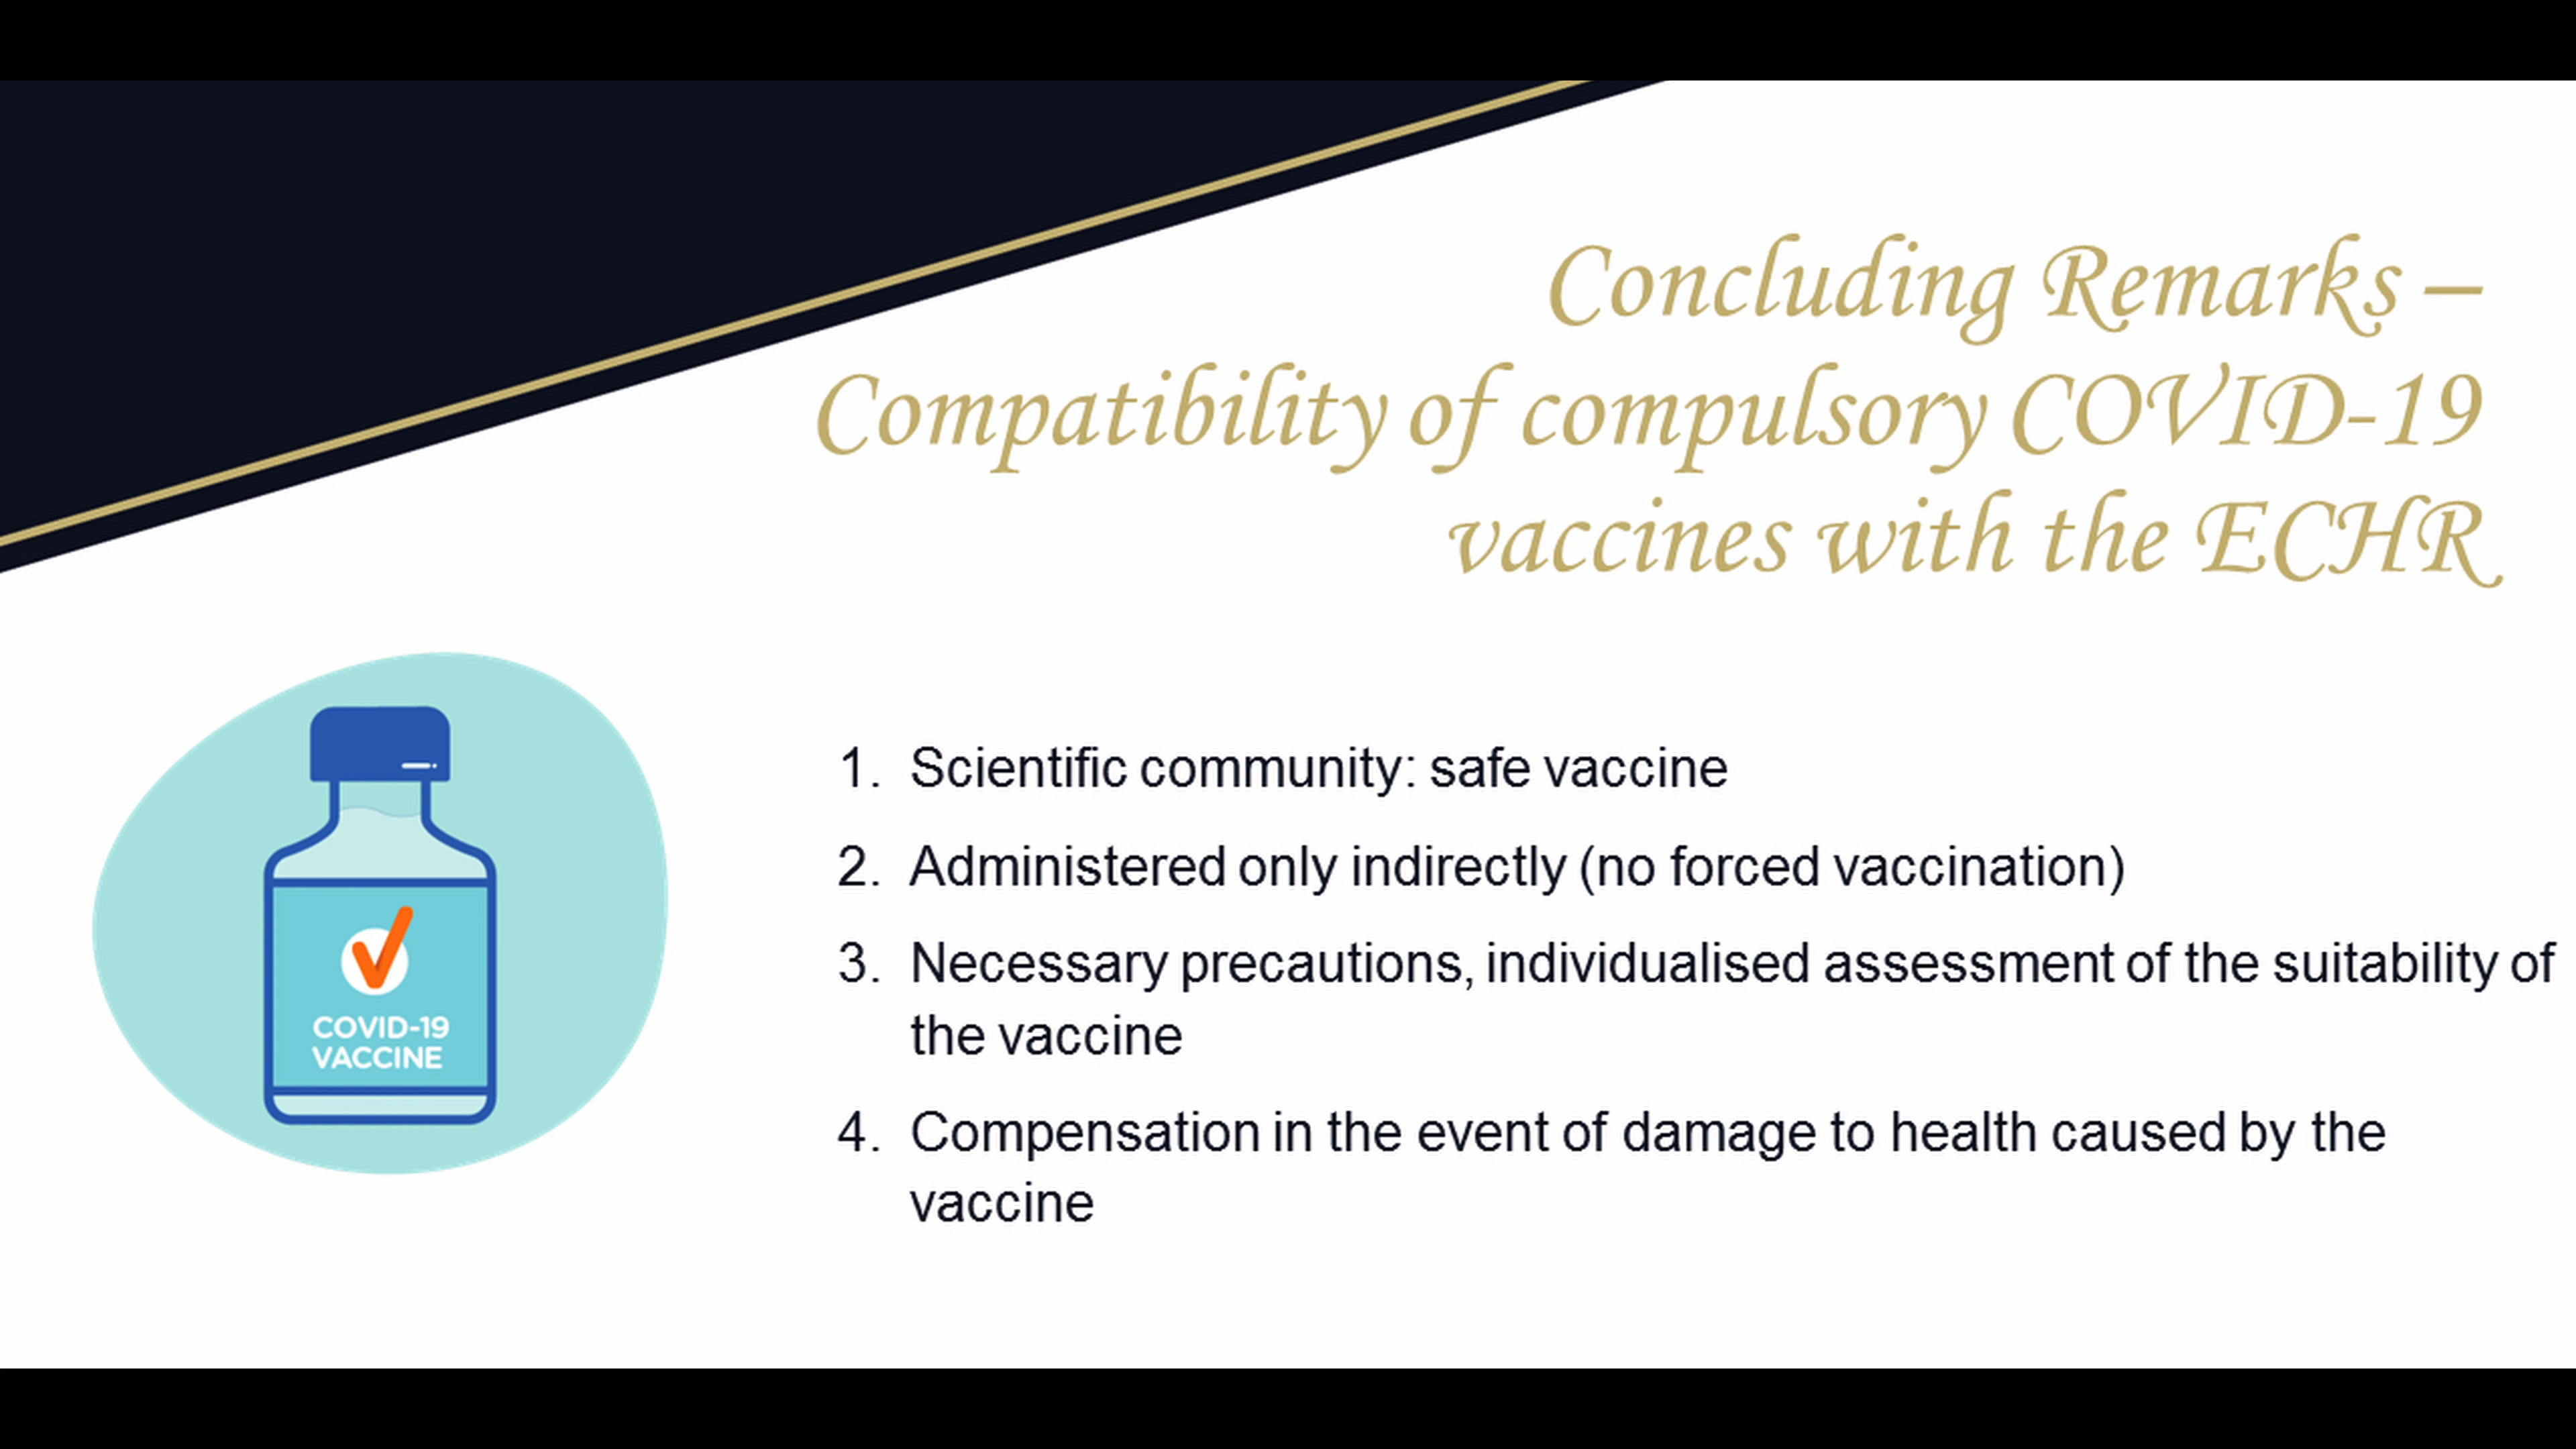 Concluding Remarks –
Compatibility of compulsory COVID-19
vaccines with the ECHR
COVID-19
VACCINE
1. Scientific community: safe vaccine
2. Administered only indirectly (no forced vaccination)
3. Necessary precautions, individualised assessment of the suitability of
the vaccine
4. Compensation in the event of damage to health caused by the
vaccine